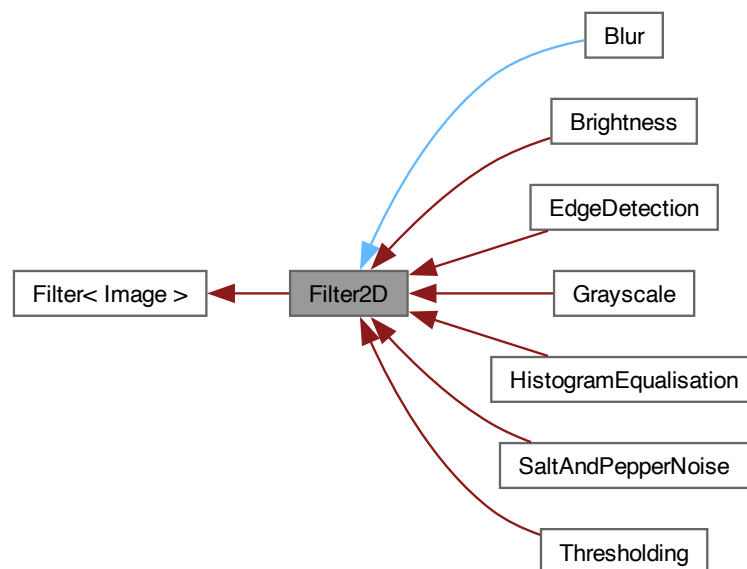 Blur
Brightness
EdgeDetection
Filter< Image >
Filter2D
Grayscale
HistogramEqualisation
SaltAndPepperNoise
Thresholding